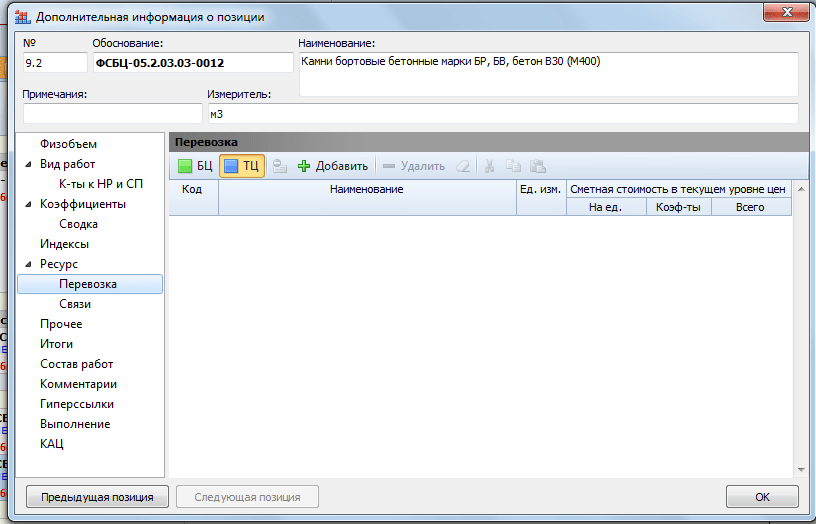 Дополнительная информация о позиции
№ Обоснование: Наименование:
9.2 ФСБЦ-05.2.03.03-0012 Камни бортовые бетонные марки БР, БВ, бетон В30 (М400)
Примечания: Измеритель:
м3
Физобъем
Вид работ
К-ты к НР и СП
Коэффициенты
Сводка
Индексы
Ресурс
Перевозка
Связи
Прочее
Итоги
Состав работ
Комментарии
Гиперссылки
Выполнение
КАЦ
Перевозка
БЦ ТЦ Добавить Удалить
Код Наименование Ед. изм. Сметная стоимость в текущем уровне цен
На ед. Коэф-ты Всего
Предыдущая позиция Следующая позиция OK